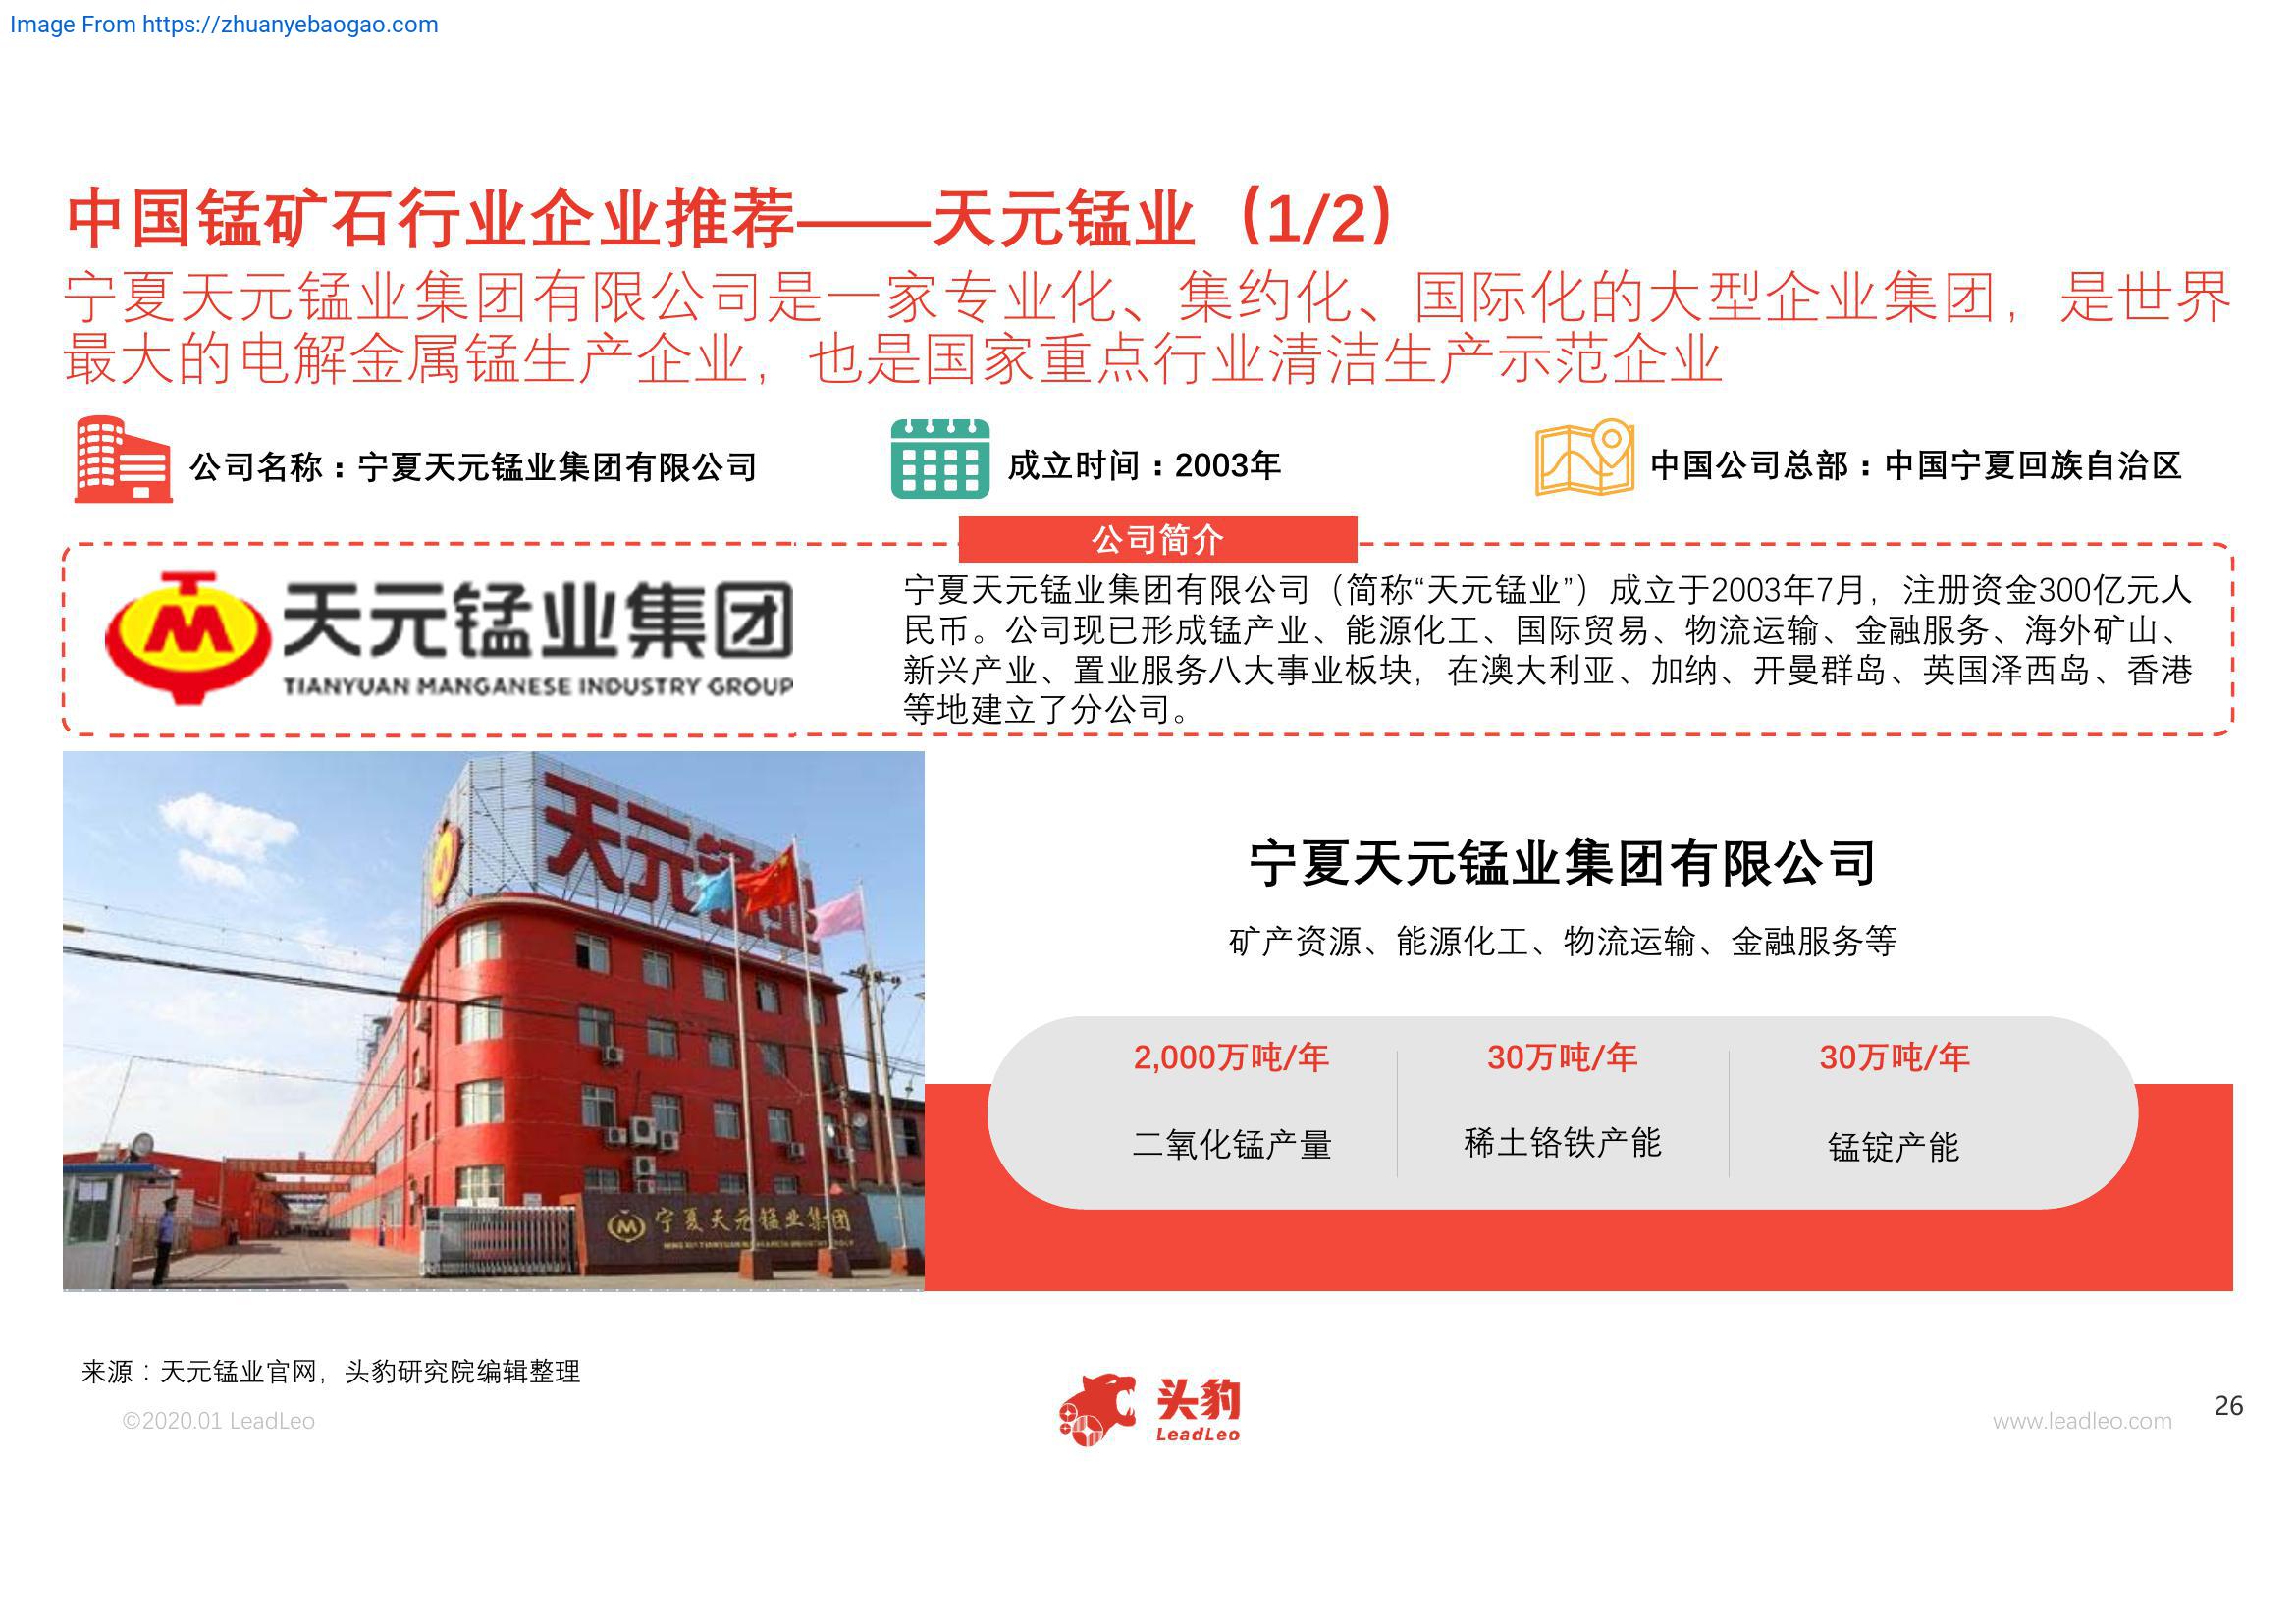 Image From https://zhuanyebaogao.com
中国锰矿石行业企业推荐——天元锰业（1/2）
宁夏天元锰业集团有限公司是一家专业化、集约化、国际化的大型企业集团，是世界
最大的电解金属锰生产企业，也是国家重点行业清洁生产示范企业
公司名称：宁夏天元锰业集团有限公司
成立时间：2003年
中国公司总部：中国宁夏回族自治区
公司简介
天元锰业集团
TIANYUAN MANGANESE INDUSTRY GROUP
宁夏天元锰业集团有限公司（简称“天元锰业”）成立于2003年7月，注册资金300亿元人
民币。公司现已形成锰产业、能源化工、国际贸易、物流运输、金融服务、海外矿山、
新兴产业、置业服务八大事业板块，在澳大利亚、加纳、开曼群岛、英国泽西岛、香港
等地建立了分公司。
天元锰业
宁夏天元锰业集团
宁夏天元锰业集团有限公司
矿产资源、能源化工、物流运输、金融服务等
2,000万吨/年
二氧化锰产量
30万吨/年
稀土铬铁产能
30万吨/年
锰锭产能
来源：天元锰业官网，头豹研究院编辑整理
©2020.01 LeadLeo
头豹
LeadLeo
www.leadleo.com
26